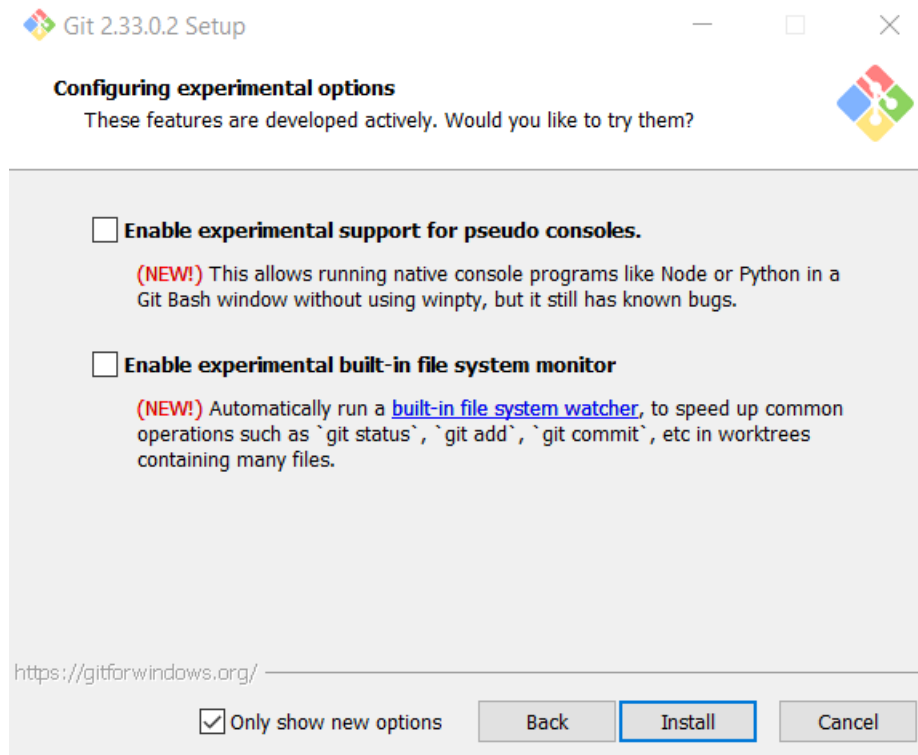 Git 2.33.0.2 Setup
Configuring experimental options
These features are developed actively. Would you like to try them?
Enable experimental support for pseudo consoles.
(NEW!) This allows running native console programs like Node or Python in a
Git Bash window without using winpty, but it still has known bugs.
Enable experimental built-in file system monitor
(NEW!) Automatically run a built-in file system watcher, to speed up common
operations such as `git status`, `git add`, `git commit`, etc in worktrees
containing many files.
https://gitforwindows.org/
Only show new options
Back
Install
Cancel